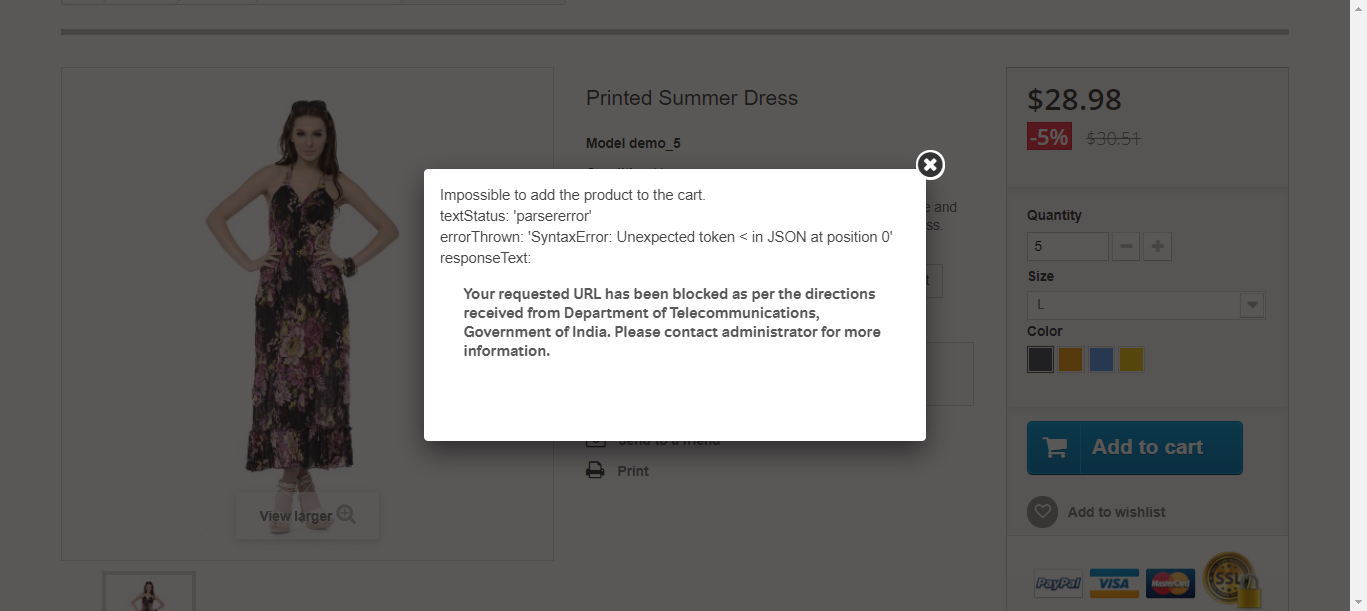 Printed Summer Dress
Model demo_5
Impossible to add the product to the cart.
textStatus: 'parsererror'
errorThrown: 'SyntaxError: Unexpected token < in JSON at position 0'
responseText:
Your requested URL has been blocked as per the directions
received from Department of Telecommunications,
Government of India. Please contact administrator for more
information.
e and
ss.
t
Send to a friend
Print
View larger
$28.98
-5% $30.51
Quantity
5
Size
L
Color
Add to cart
Add to wishlist
PayPal VISA MasterCard SSL